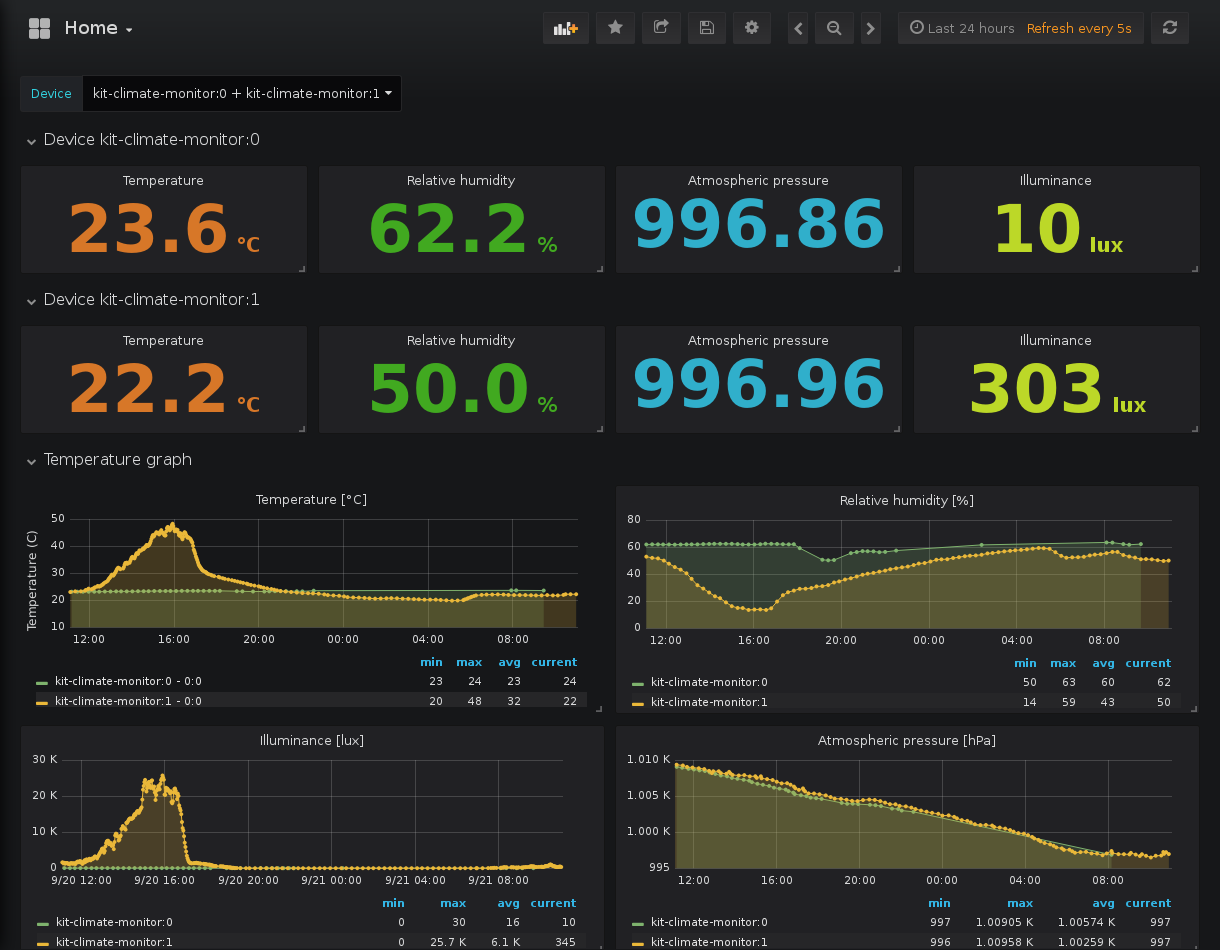 Home
Last 24 hours Refresh every 5s
Device kit-climate-monitor:0 + kit-climate-monitor:1
Device kit-climate-monitor:0
Temperature Relative humidity Atmospheric pressure Illuminance
23.6 °C 62.2 % 996.86 10 lux
Device kit-climate-monitor:1
Temperature Relative humidity Atmospheric pressure Illuminance
22.2 °C 50.0 % 996.96 303 lux
Temperature graph
Temperature [°C]
Temperature (C)
50
40
30
20
10
12:00 16:00 20:00 00:00 04:00 08:00
min max avg current
kit-climate-monitor:0 - 0:0 23 24 23 24
kit-climate-monitor:1 - 0:0 20 48 32 22
Relative humidity [%]
80
60
40
20
0
12:00 16:00 20:00 00:00 04:00 08:00
min max avg current
kit-climate-monitor:0 50 63 60 62
kit-climate-monitor:1 14 59 43 50
Illuminance [lux]
30 K
20 K
10 K
0
9/20 12:00 9/20 16:00 9/20 20:00 9/21 00:00 9/21 04:00 9/21 08:00
min max avg current
kit-climate-monitor:0 0 30 16 10
kit-climate-monitor:1 0 25.7 K 6.1 K 345
Atmospheric pressure [hPa]
1.010 K
1.005 K
1.000 K
995
12:00 16:00 20:00 00:00 04:00 08:00
min max avg current
kit-climate-monitor:0 997 1.00905 K 1.00574 K 997
kit-climate-monitor:1 996 1.00958 K 1.00259 K 997